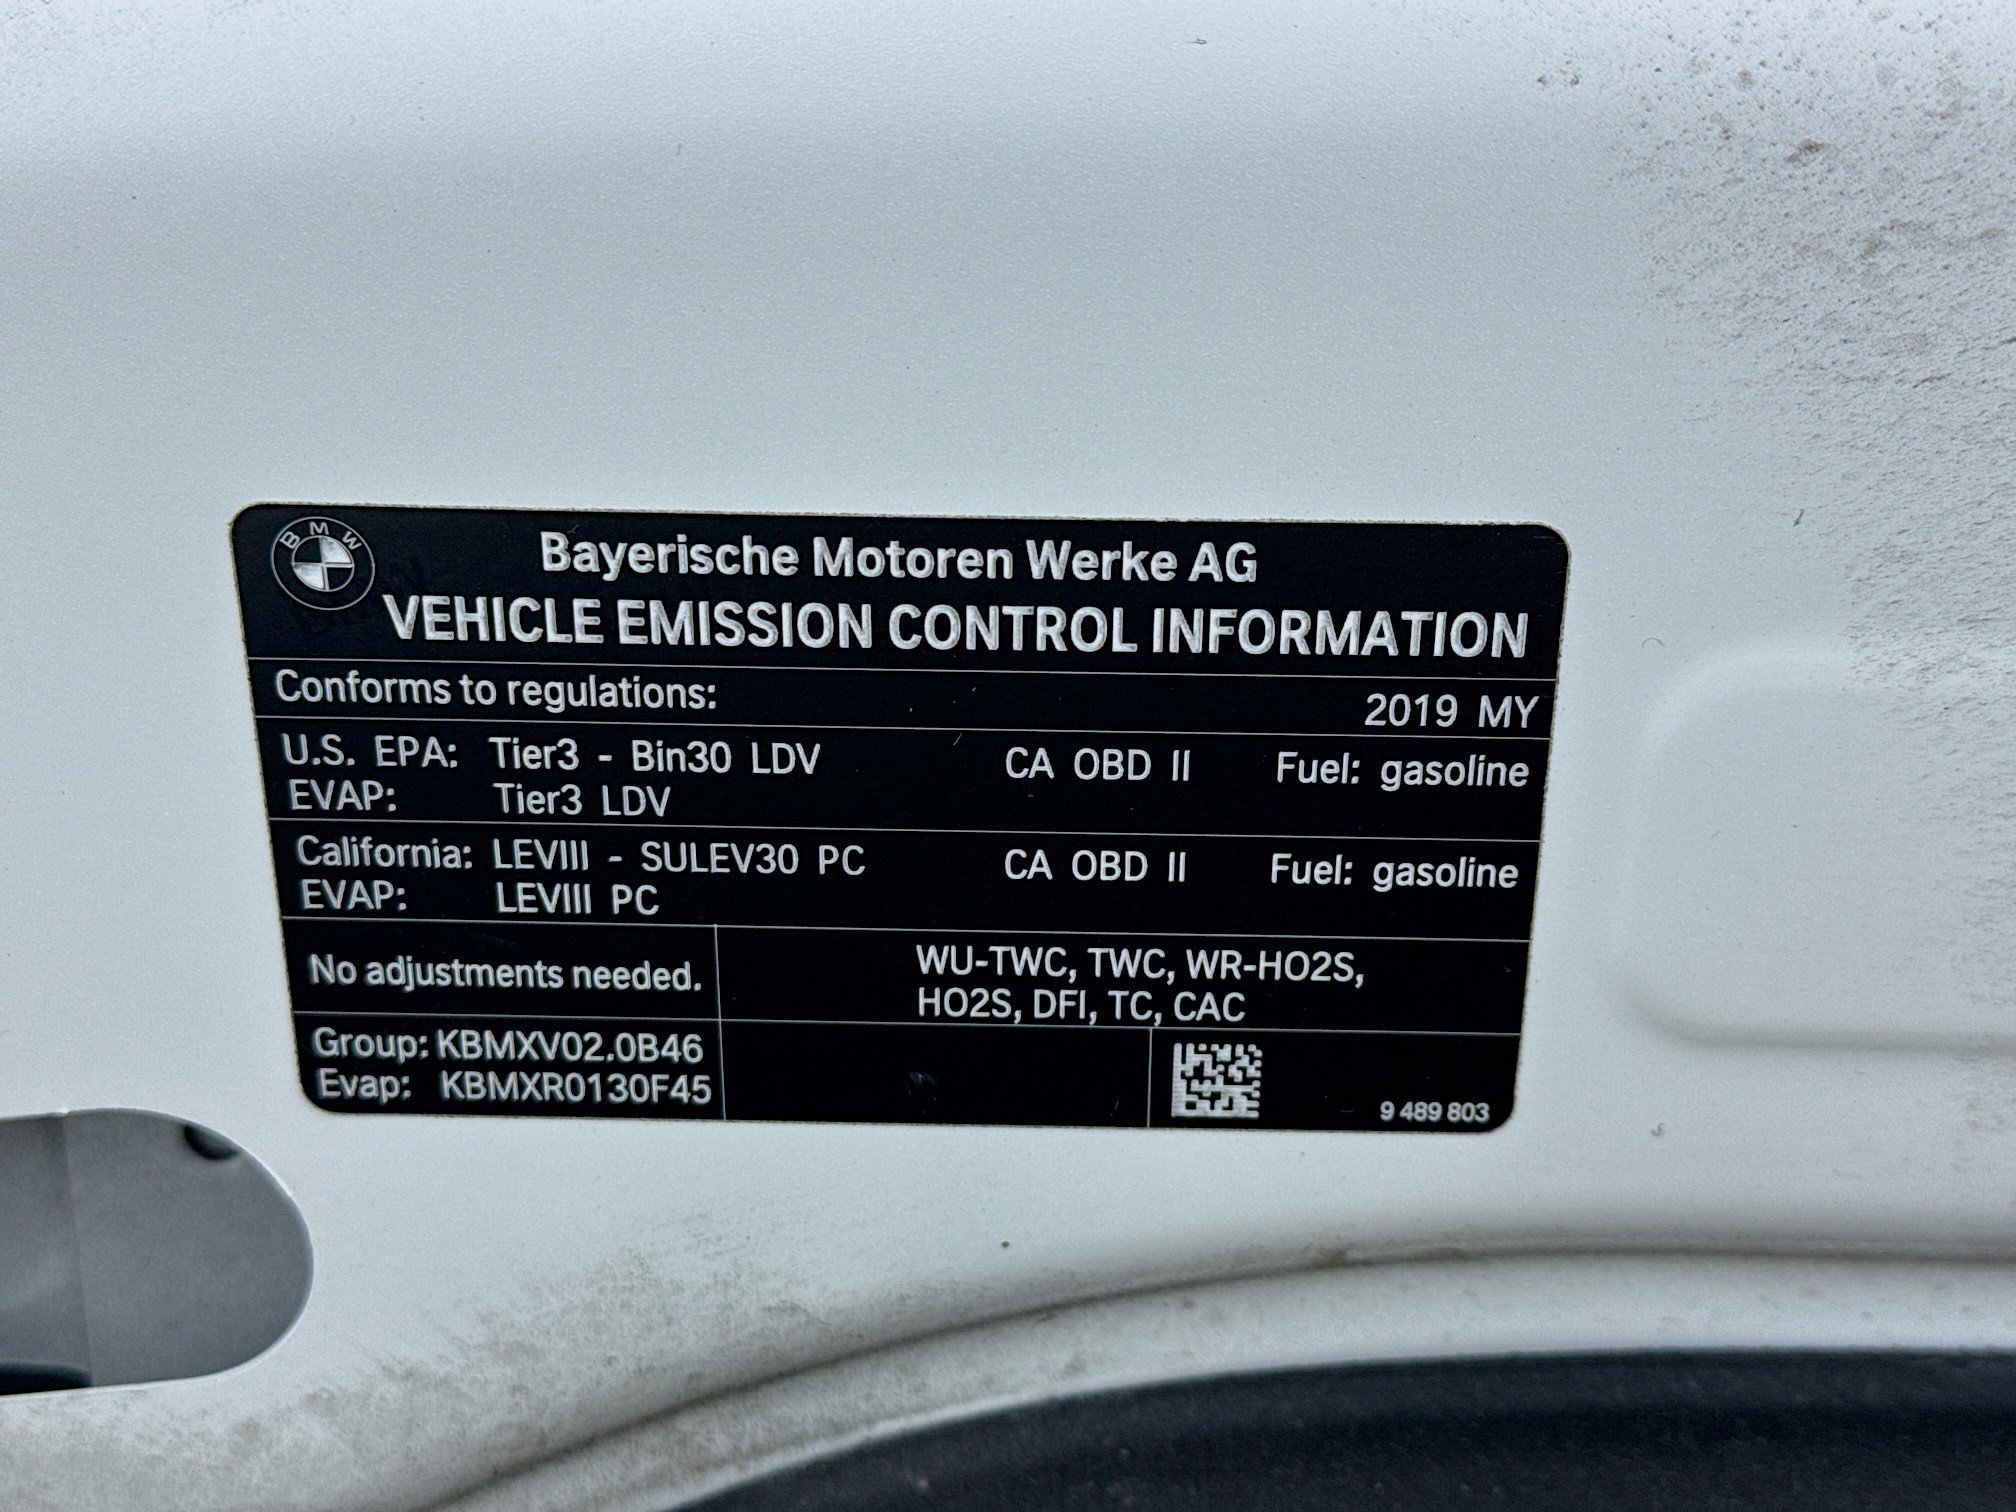 BMW
Bayerische Motoren Werke AG
VEHICLE EMISSION CONTROL INFORMATION
Conforms to regulations: 2019 MY
U.S. EPA: Tier3 - Bin30 LDV CA OBD II Fuel: gasoline
EVAP: Tier3 LDV
California: LEVIII - SULEV30 PC CA OBD II Fuel: gasoline
EVAP: LEVIII PC
No adjustments needed.
WU-TWC, TWC, WR-HO2S,
HO2S, DFI, TC, CAC
Group: KBMXV02.0B46
Evap: KBMXR0130F45
9 489 803